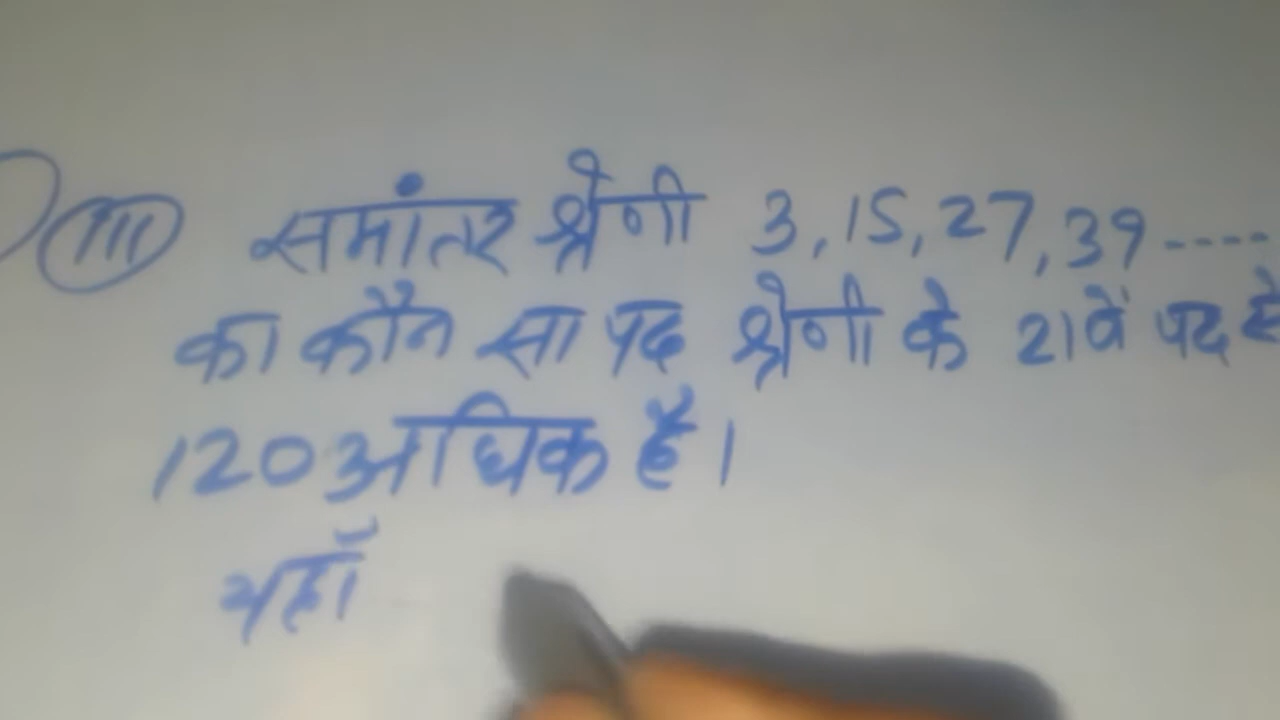 (III) समांतर श्रेणी 3, 15, 27, 39 ----
का कौन सा पद श्रेणी के 21वें पद से
120 अधिक है।
यहाँ